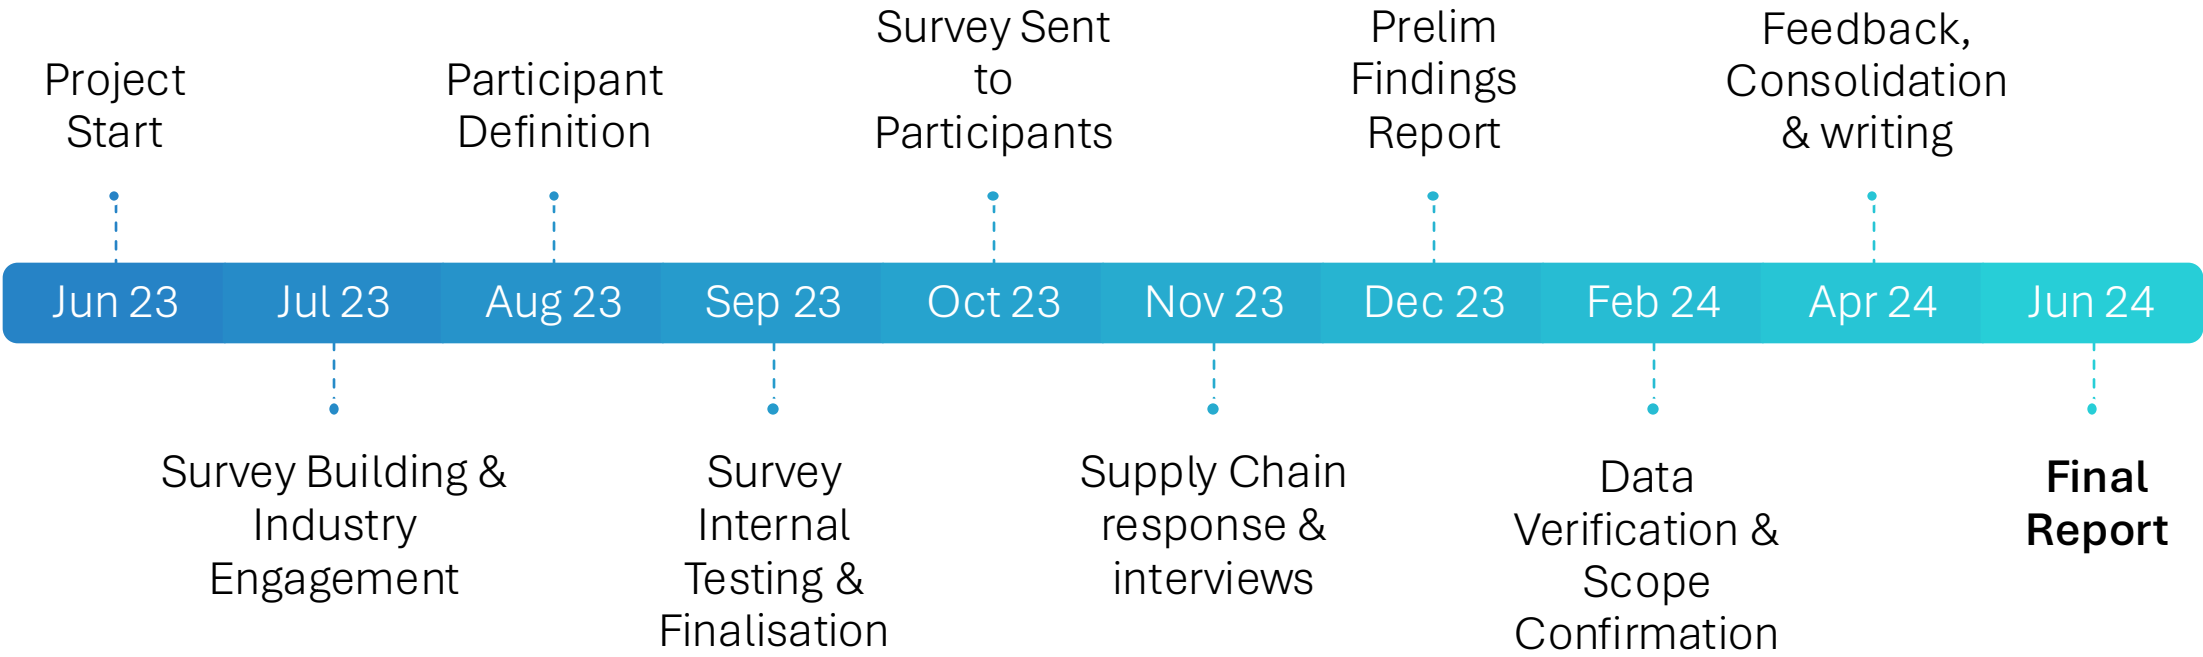 Project
Start
Participant
Definition
Survey Sent
to
Participants
Prelim
Findings
Report
Feedback,
Consolidation
& writing
Jun 23
Jul 23
Aug 23
Sep 23
Oct 23
Nov 23
Dec 23
Feb 24
Apr 24
Jun 24
Survey Building &
Industry
Engagement
Survey
Internal
Testing &
Finalisation
Supply Chain
response &
interviews
Data
Verification &
Scope
Confirmation
Final
Report